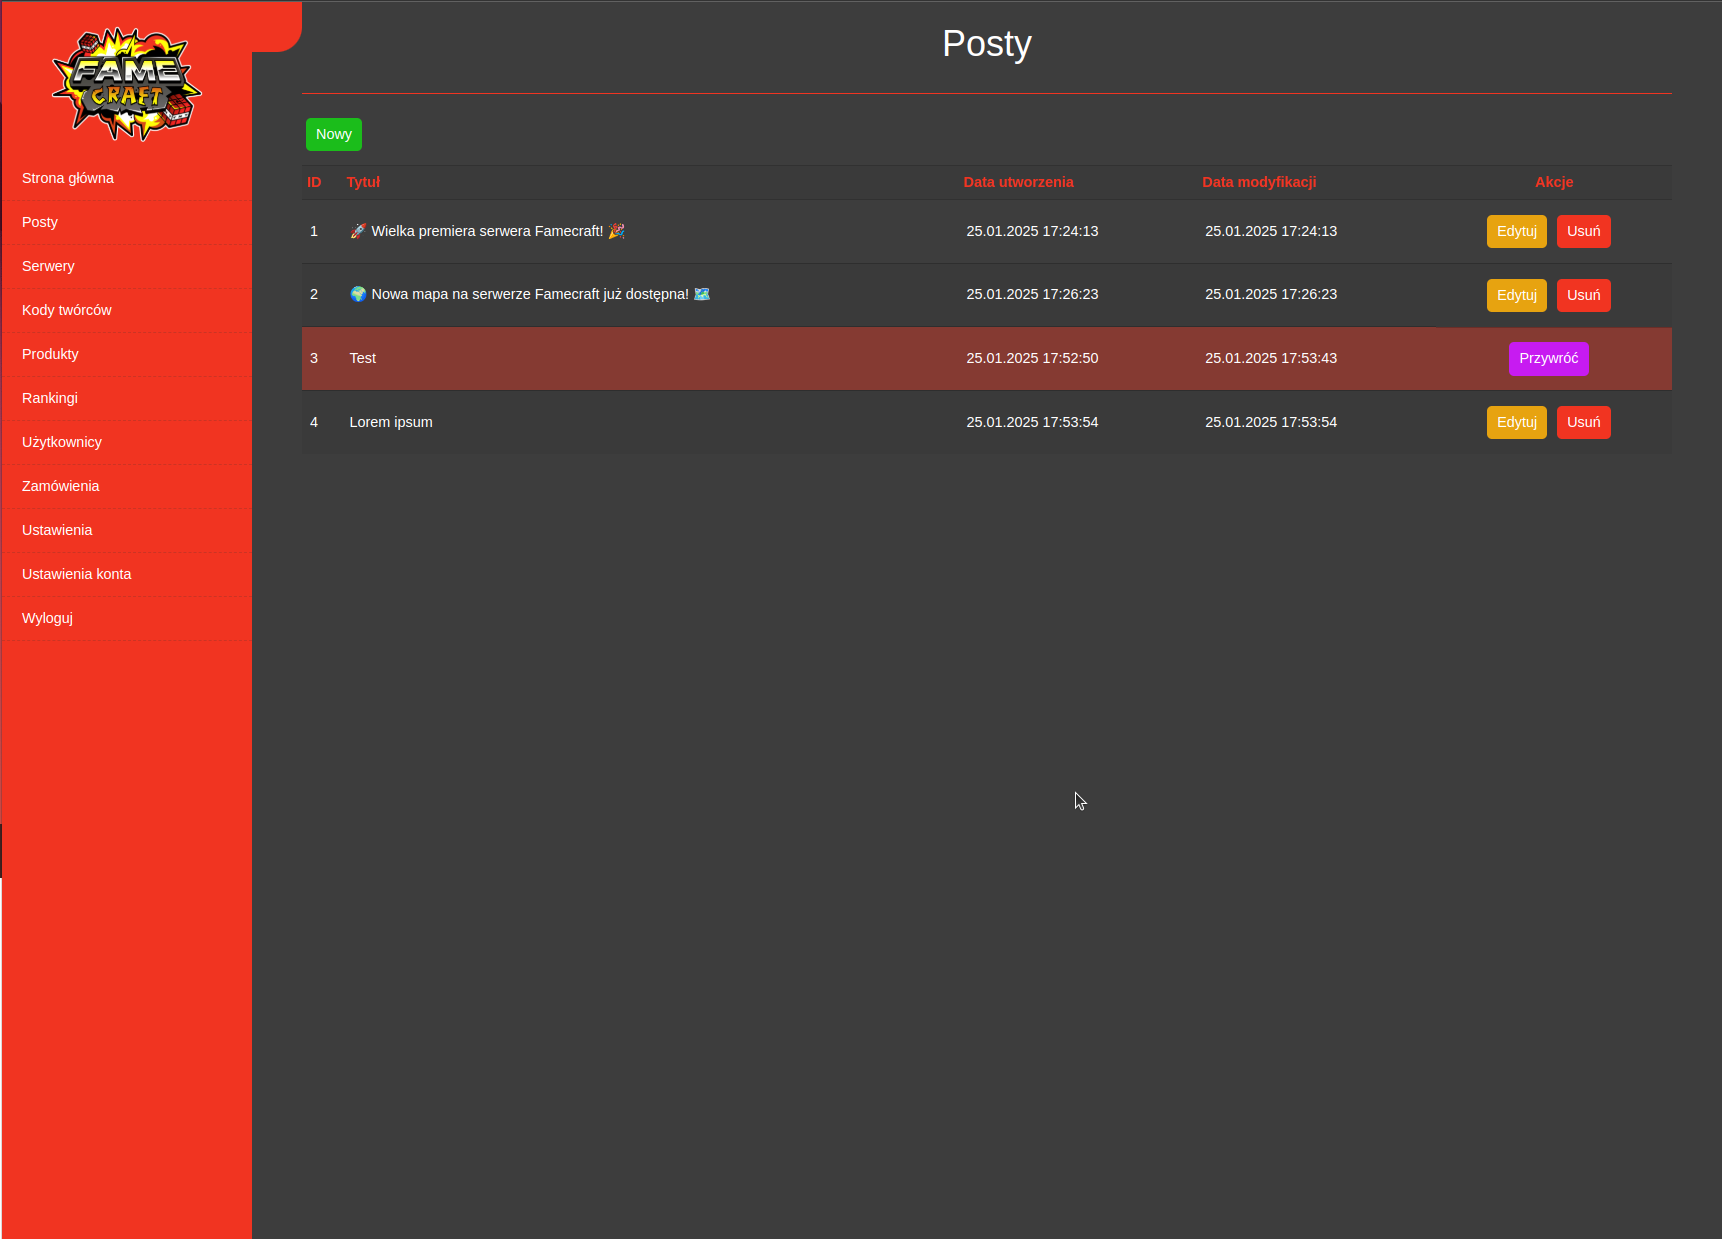 FAME
CRAFT
Strona główna
Posty
Serwery
Kody twórców
Produkty
Rankingi
Użytkownicy
Zamówienia
Ustawienia
Ustawienia konta
Wyloguj
Posty
Nowy
ID Tytuł Data utworzenia Data modyfikacji Akcje
1 🚀 Wielka premiera serwera Famecraft! 🎉 25.01.2025 17:24:13 25.01.2025 17:24:13 Edytuj Usuń
2 🌍 Nowa mapa na serwerze Famecraft już dostępna! 🗺️ 25.01.2025 17:26:23 25.01.2025 17:26:23 Edytuj Usuń
3 Test 25.01.2025 17:52:50 25.01.2025 17:53:43 Przywróć
4 Lorem ipsum 25.01.2025 17:53:54 25.01.2025 17:53:54 Edytuj Usuń